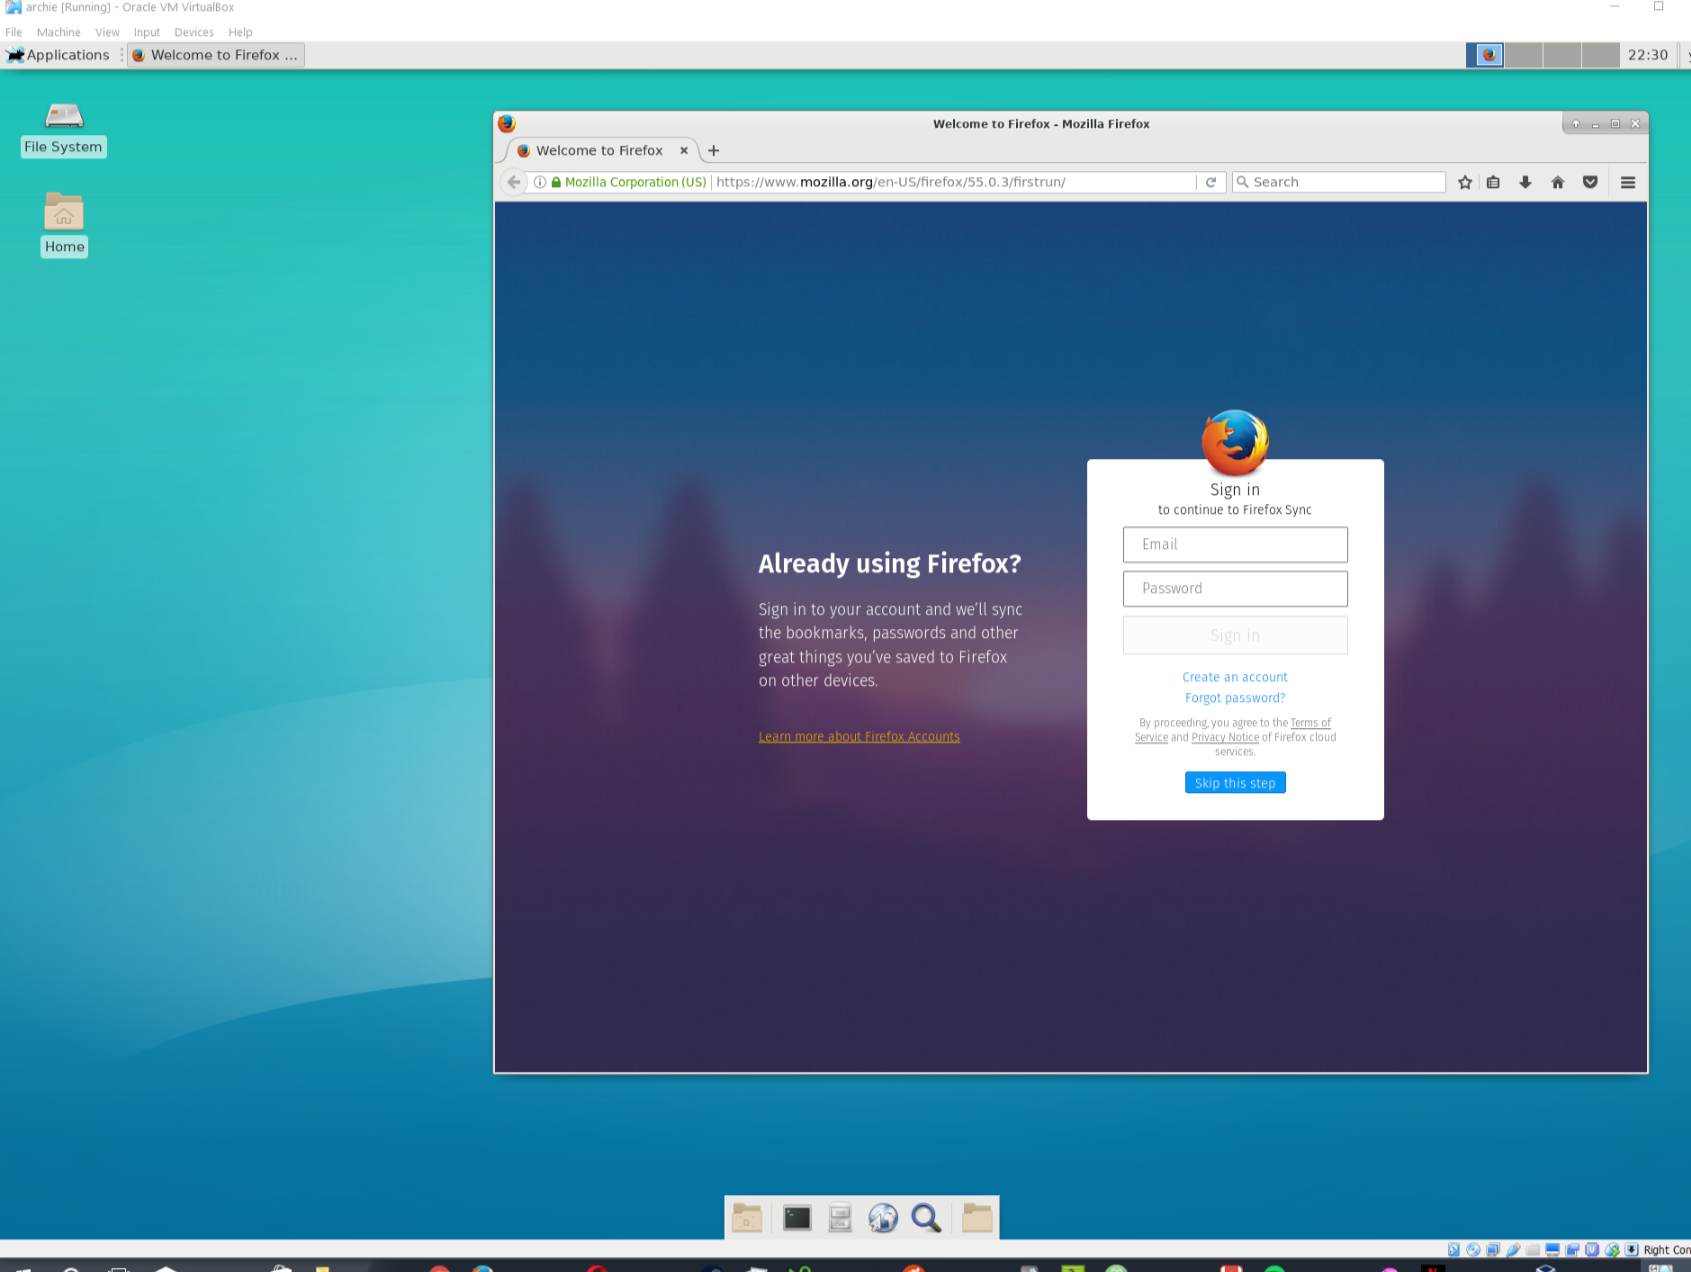 archie [Running] - Oracle VM VirtualBox
File Machine View Input Devices Help
Applications Welcome to Firefox ... 22:30
File System
Home
Welcome to Firefox - Mozilla Firefox
Welcome to Firefox
Mozilla Corporation (US) https://www.mozilla.org/en-US/firefox/55.0.3/firstrun/ Search
Already using Firefox?
Sign in to your account and we'll sync
the bookmarks, passwords and other
great things you've saved to Firefox
on other devices.
Learn more about Firefox Accounts
Sign in
to continue to Firefox Sync
Email
Password
Sign in
Create an account
Forgot password?
By proceeding, you agree to the Terms of
Service and Privacy Notice of Firefox cloud
services.
Skip this step
Right Con